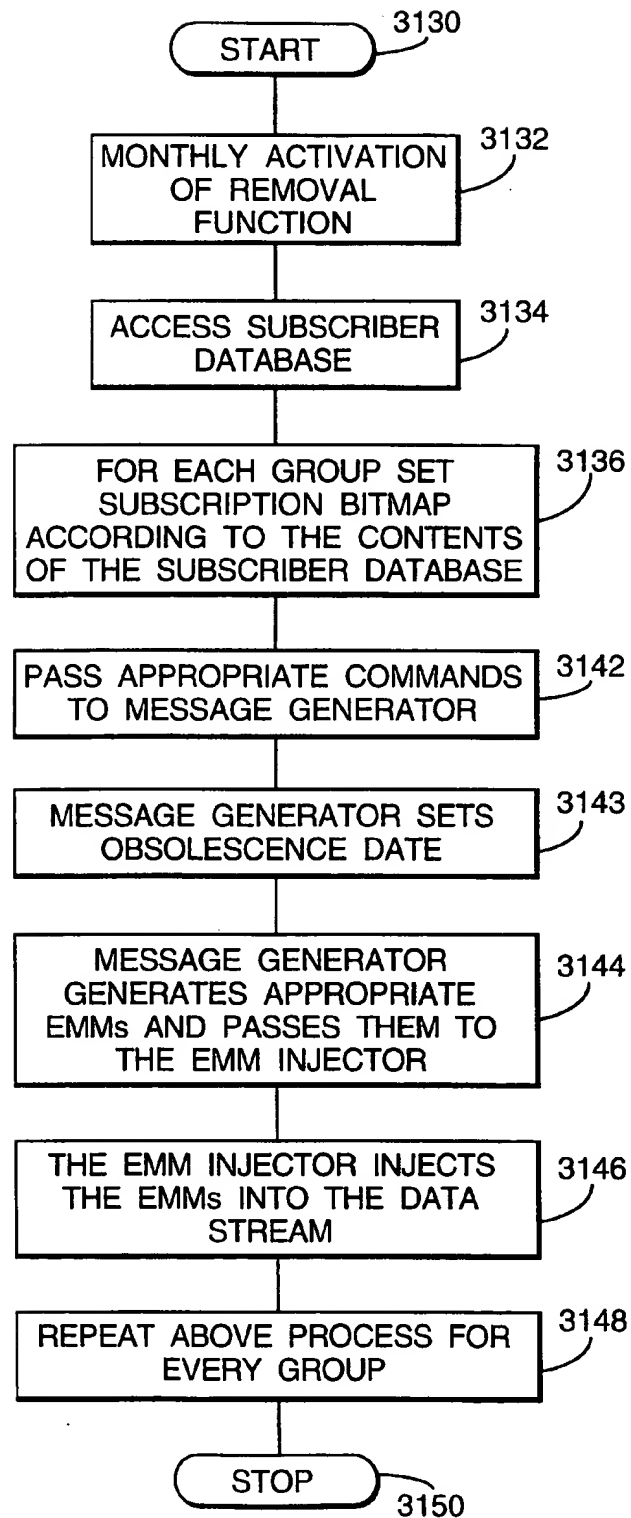 START
3130
MONTHLY ACTIVATION
OF REMOVAL
FUNCTION
3132
ACCESS SUBSCRIBER
DATABASE
3134
FOR EACH GROUP SET
SUBSCRIPTION BITMAP
ACCORDING TO THE CONTENTS
OF THE SUBSCRIBER DATABASE
3136
PASS APPROPRIATE COMMANDS
TO MESSAGE GENERATOR
3142
MESSAGE GENERATOR SETS
OBSOLESCENCE DATE
3143
MESSAGE GENERATOR
GENERATES APPROPRIATE
EMMs AND PASSES THEM TO
THE EMM INJECTOR
3144
THE EMM INJECTOR INJECTS
THE EMMs INTO THE DATA
STREAM
3146
REPEAT ABOVE PROCESS FOR
EVERY GROUP
3148
STOP
3150